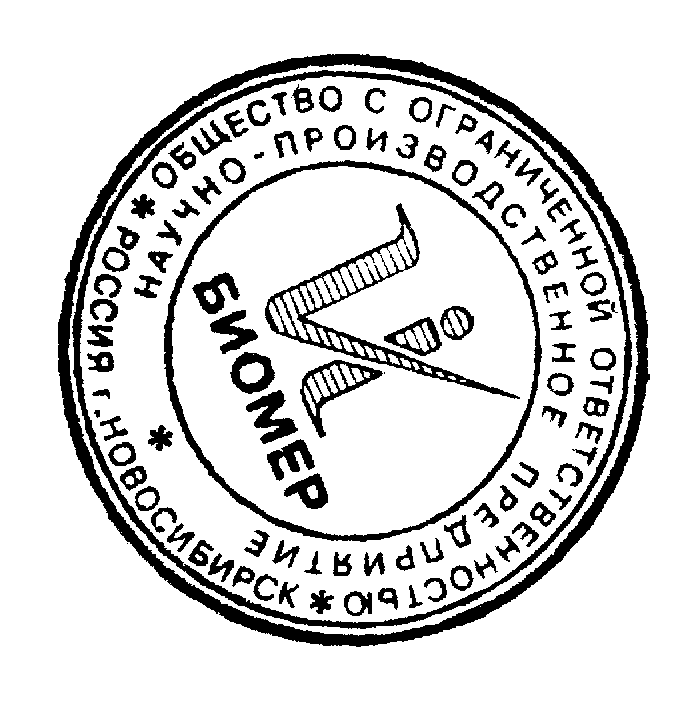 * ОБЩЕСТВО С ОГРАНИЧЕННОЙ ОТВЕТСТВЕННОСТЬЮ
* РОССИЯ г.НОВОСИБИРСК
* НАУЧНО-ПРОИЗВОДСТВЕННОЕ ПРЕДПРИЯТИЕ
БИОМЕР